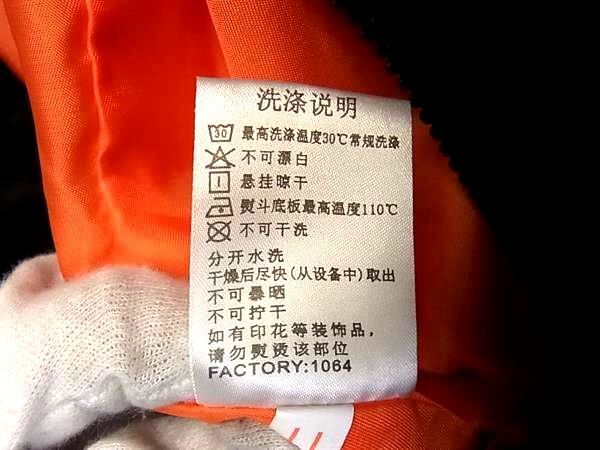 洗涤说明
30
最高洗涤温度30℃常规洗涤
不可漂白
悬挂晾干
熨斗底板最高温度110℃
不可干洗
分开水洗
干燥后尽快(从设备中)取出
不可暴晒
不可拧干
如有印花等装饰品,
请勿熨烫该部位
FACTORY:1064